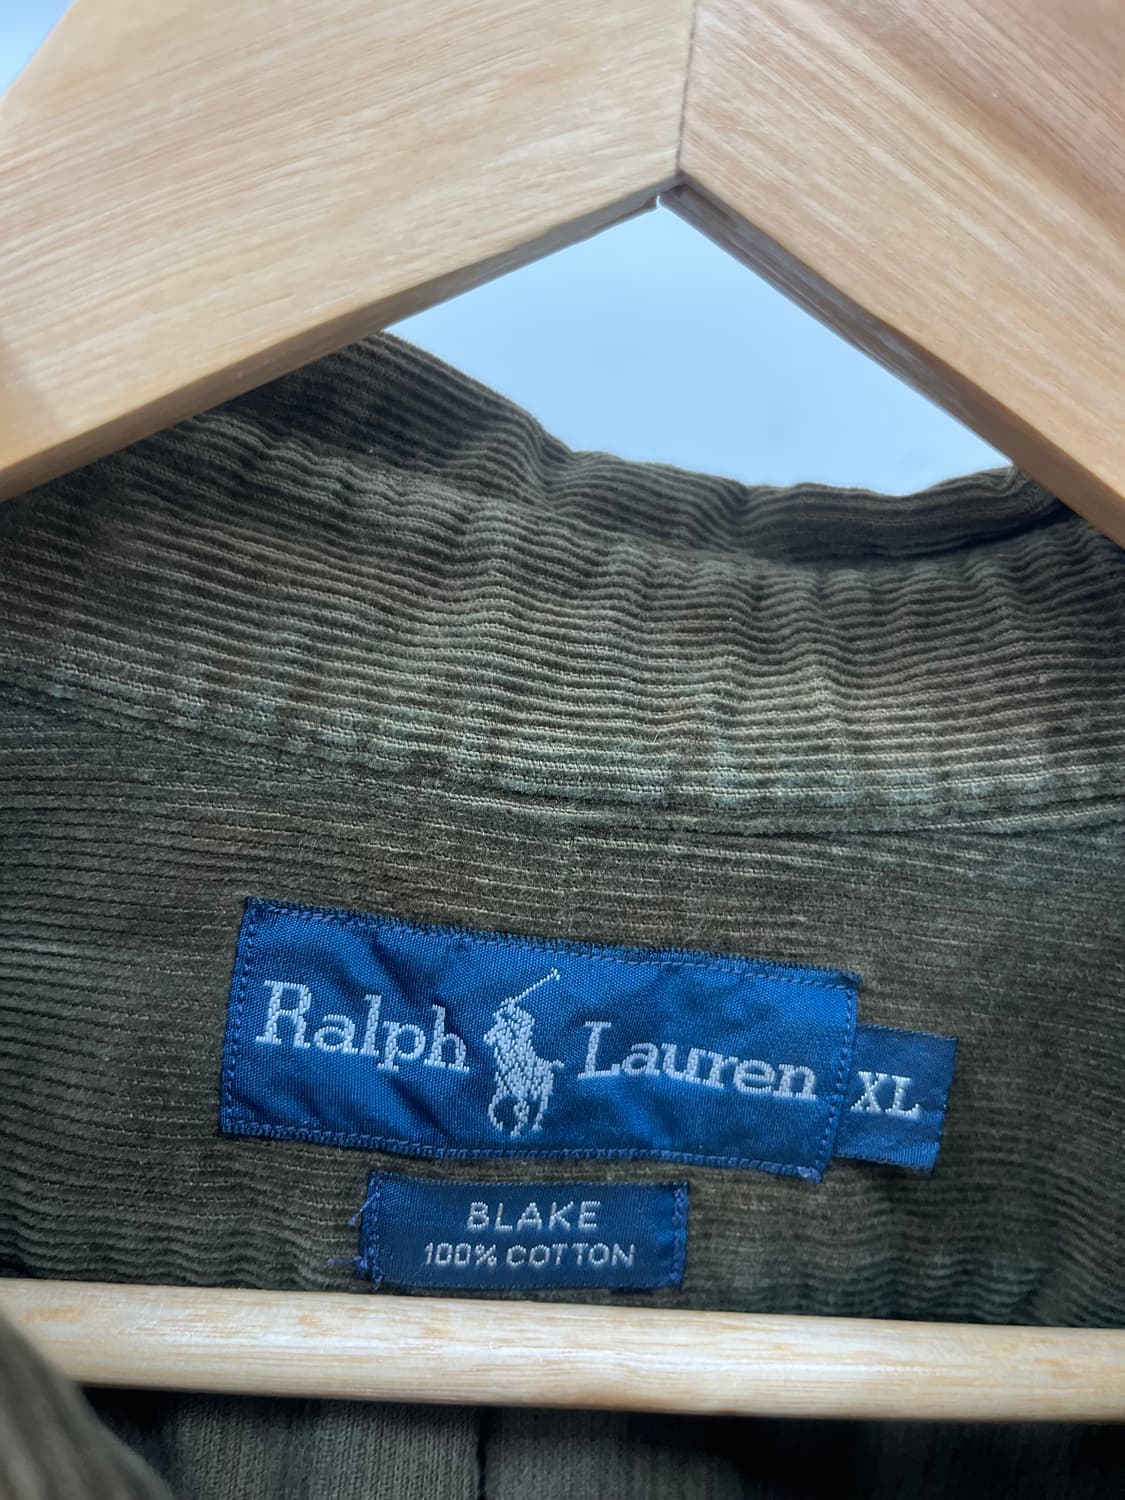 Ralph Lauren
XL
BLAKE
100% COTTON